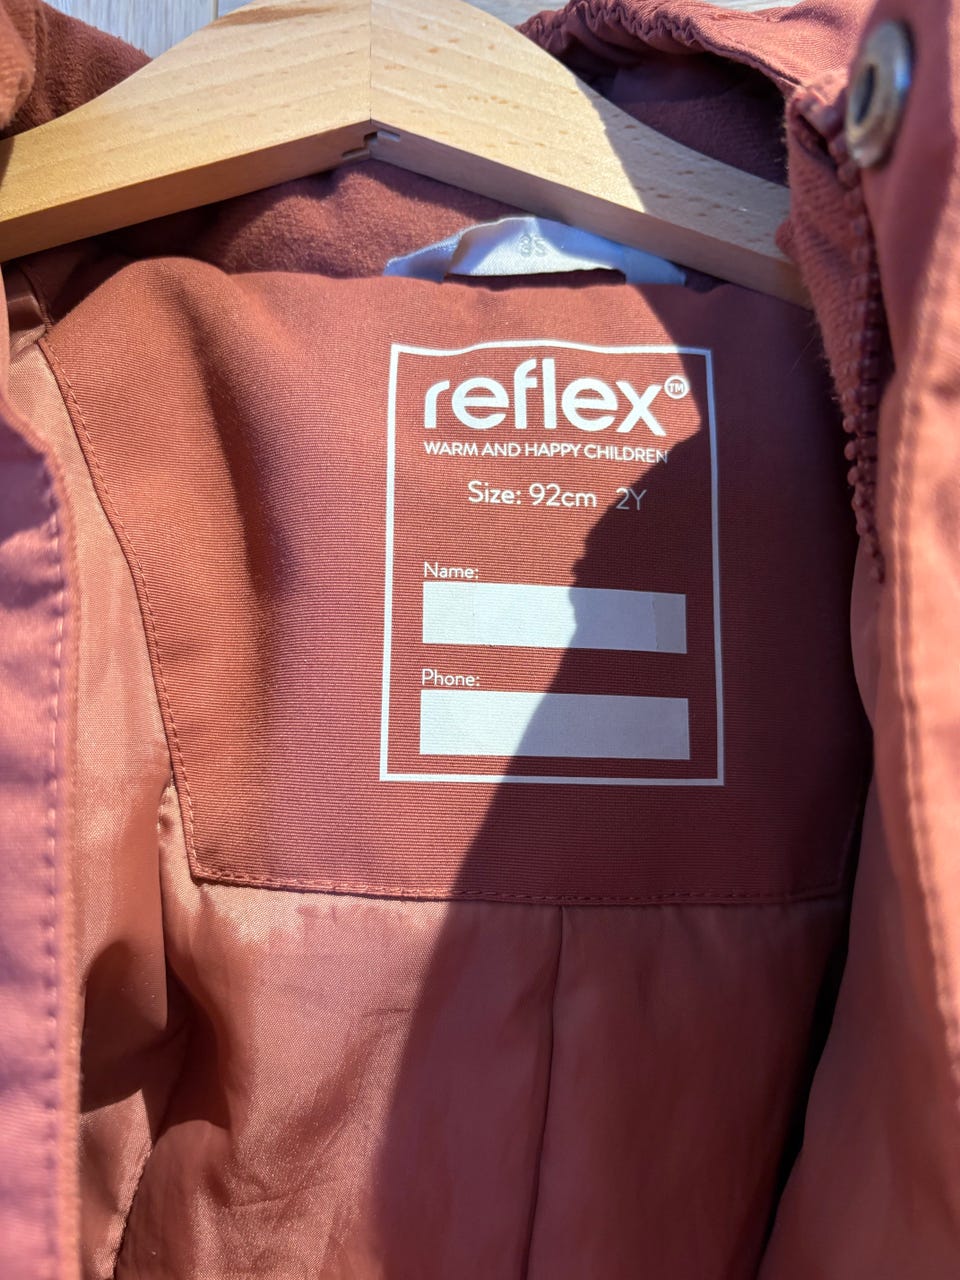 reflex™
WARM AND HAPPY CHILDREN
Size: 92cm 2Y
Name:
Phone: